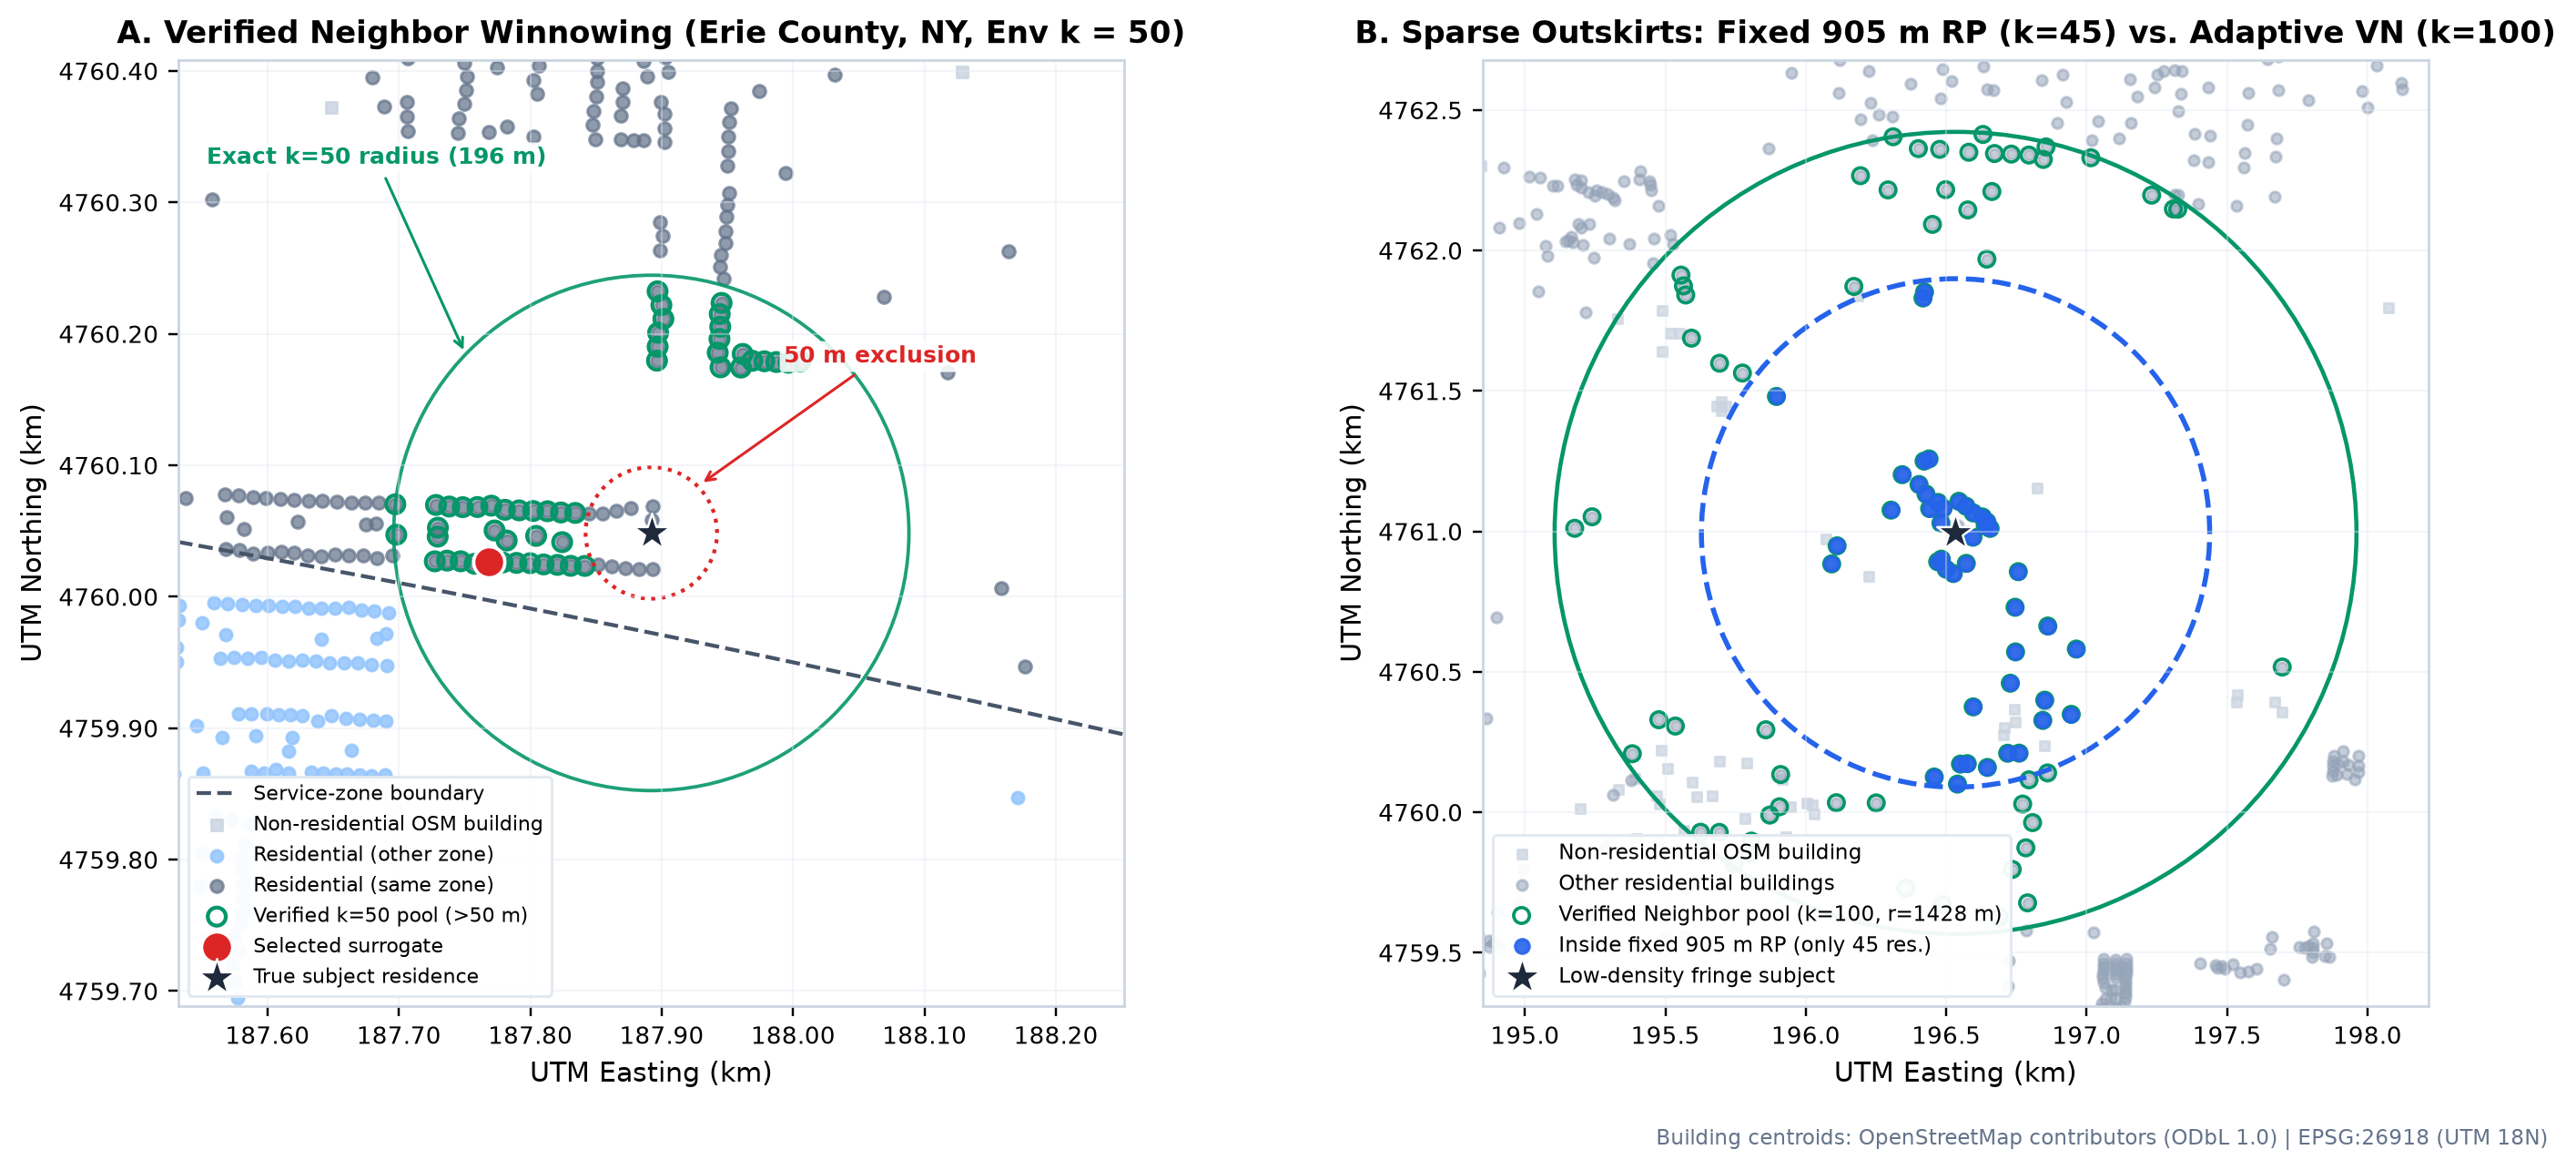 A. Verified Neighbor Winnowing (Erie County, NY, Env k = 50)
4760.40
4760.30
4760.20
4760.10
4760.00
4759.90
4759.80
4759.70
UTM Northing (km)
Exact k=50 radius (196 m)
50 m exclusion
Service-zone boundary
Non-residential OSM building
Residential (other zone)
Residential (same zone)
Verified k=50 pool (>50 m)
Selected surrogate
True subject residence
187.60
187.70
187.80
187.90
188.00
188.10
188.20
UTM Easting (km)
B. Sparse Outskirts: Fixed 905 m RP (k=45) vs. Adaptive VN (k=100)
4762.5
4762.0
4761.5
4761.0
4760.5
4760.0
4759.5
UTM Northing (km)
Non-residential OSM building
Other residential buildings
Verified Neighbor pool (k=100, r=1428 m)
Inside fixed 905 m RP (only 45 res.)
Low-density fringe subject
195.0
195.5
196.0
196.5
197.0
197.5
198.0
UTM Easting (km)
Building centroids: OpenStreetMap contributors (ODbL 1.0) | EPSG:26918 (UTM 18N)